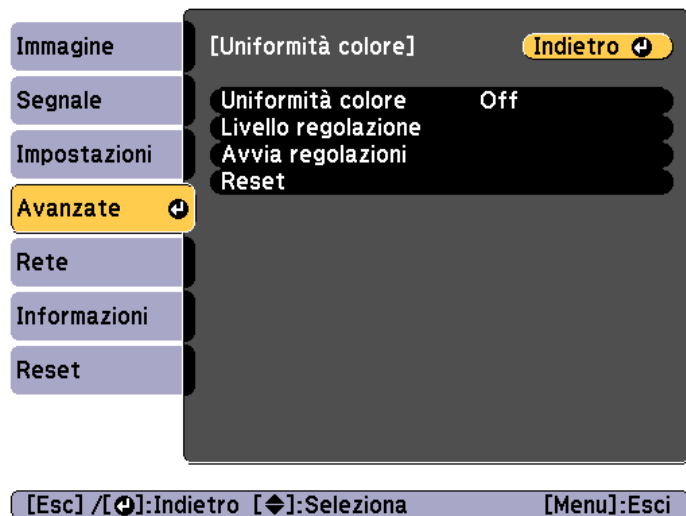 Immagine
Segnale
Impostazioni
Avanzate
Rete
Informazioni
Reset
[Uniformità colore] Indietro
Uniformità colore Off
Livello regolazione
Avvia regolazioni
Reset
[Esc] /[⏎]:Indietro [◆]:Seleziona [Menu]:Esci